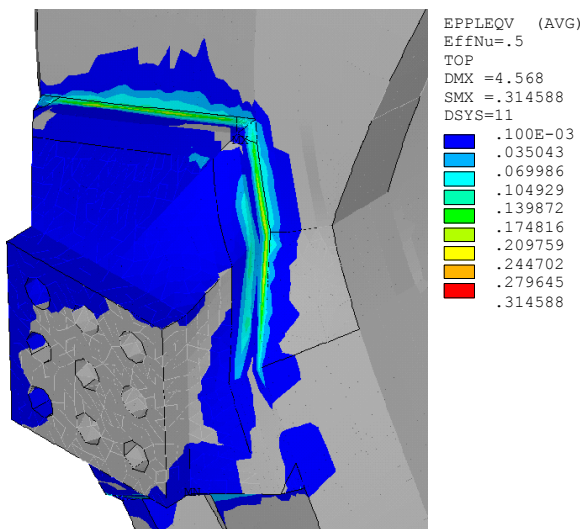 EPPLEQV (AVG)
EffNu=.5
TOP
DMX =4.568
SMX =.314588
DSYS=11
.100E-03
.035043
.069986
.104929
.139872
.174816
.209759
.244702
.279645
.314588